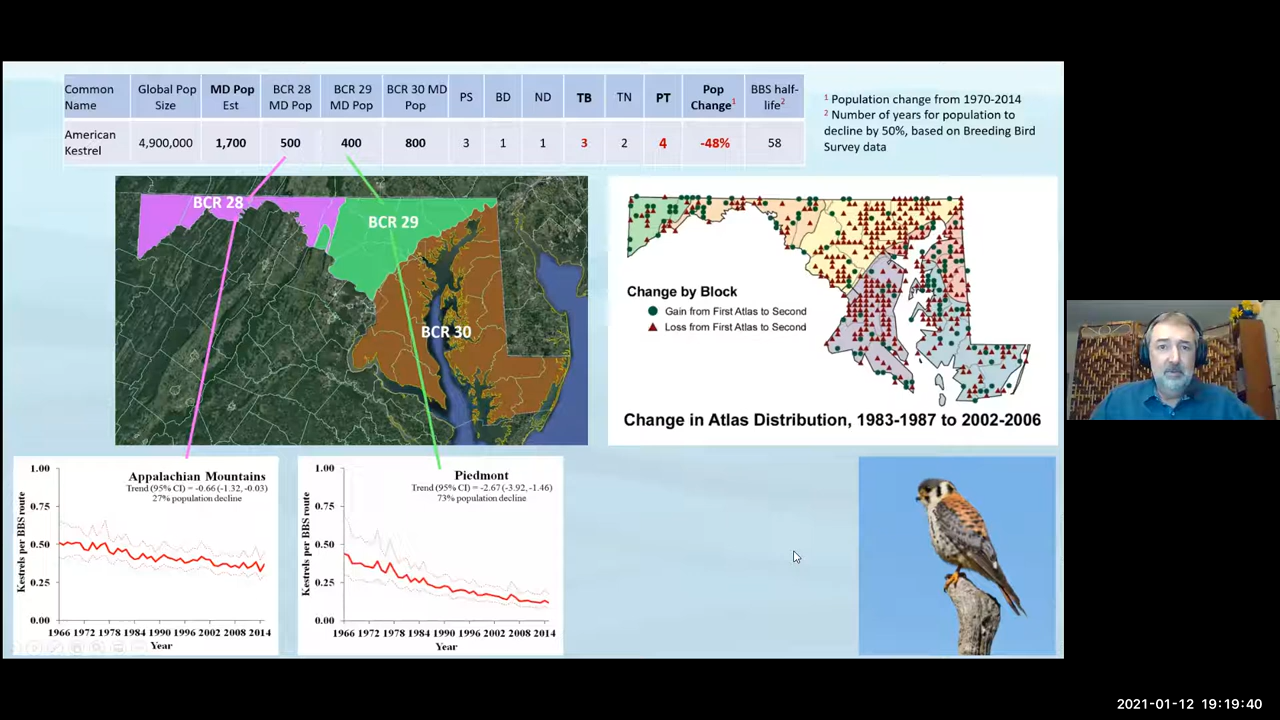 Common Name
Global Pop Size
MD Pop Est
BCR 28 MD Pop
BCR 29 MD Pop
BCR 30 MD Pop
PS
BD
ND
TB
TN
PT
Pop Change1
BBS half-life2
American Kestrel
4,900,000
1,700
500
400
800
3
1
1
3
2
4
-48%
58
1 Population change from 1970-2014
2 Number of years for population to
decline by 50%, based on Breeding Bird
Survey data
BCR 28
BCR 29
BCR 30
Change by Block
Gain from First Atlas to Second
Loss from First Atlas to Second
Change in Atlas Distribution, 1983-1987 to 2002-2006
Appalachian Mountains
Trend (95% CI) = -0.66 (-1.32, -0.03)
27% population decline
Kestrels per BBS route
1.00
0.75
0.50
0.25
0.00
1966 1972 1978 1984 1990 1996 2002 2008 2014
Year
Piedmont
Trend (95% CI) = -2.67 (-3.92, -1.46)
73% population decline
Kestrels per BBS route
1.00
0.75
0.50
0.25
0.00
1966 1972 1978 1984 1990 1996 2002 2008 2014
Year
2021-01-12 19:19:40